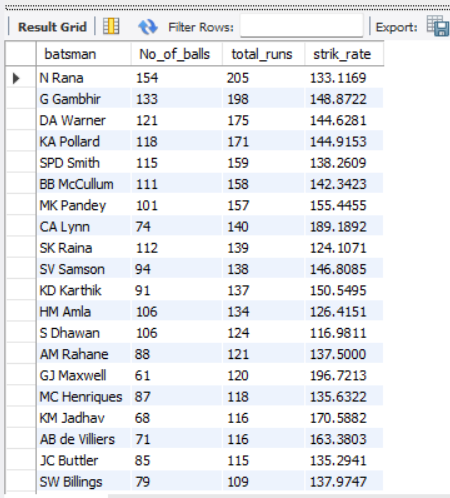 Result Grid Filter Rows: Export:
batsman No_of_balls total_runs strik_rate
N Rana 154 205 133.1169
G Gambhir 133 198 148.8722
DA Warner 121 175 144.6281
KA Pollard 118 171 144.9153
SPD Smith 115 159 138.2609
BB McCullum 111 158 142.3423
MK Pandey 101 157 155.4455
CA Lynn 74 140 189.1892
SK Raina 112 139 124.1071
SV Samson 94 138 146.8085
KD Karthik 91 137 150.5495
HM Amla 106 134 126.4151
S Dhawan 106 124 116.9811
AM Rahane 88 121 137.5000
GJ Maxwell 61 120 196.7213
MC Henriques 87 118 135.6322
KM Jadhav 68 116 170.5882
AB de Villiers 71 116 163.3803
JC Buttler 85 115 135.2941
SW Billings 79 109 137.9747